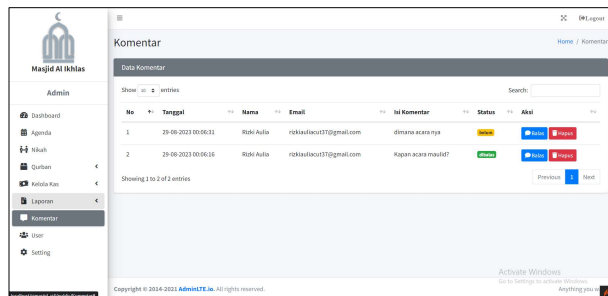 Logout
Masjid Al Ikhlas
Admin
Dashboard
Agenda
Nikah
Qurban
Kelola Kas
Laporan
Komentar
User
Setting
Komentar
Home / Komentar
Data Komentar
Show 10 entries
Search:
No Tanggal Nama Email Isi Komentar Status Aksi
1 29-08-2023 00:06:31 Rizki Aulia rizkiauliacut37@gmail.com dimana acara nya belum Balas Hapus
2 29-08-2023 00:06:16 Rizki Aulia rizkiauliacut37@gmail.com Kapan acara maulid? dibalas Balas Hapus
Showing 1 to 2 of 2 entries
Previous 1 Next
Activate Windows
Go to Settings to activate Windows.
Copyright © 2014-2021 AdminLTE.io. All rights reserved.
Anything you